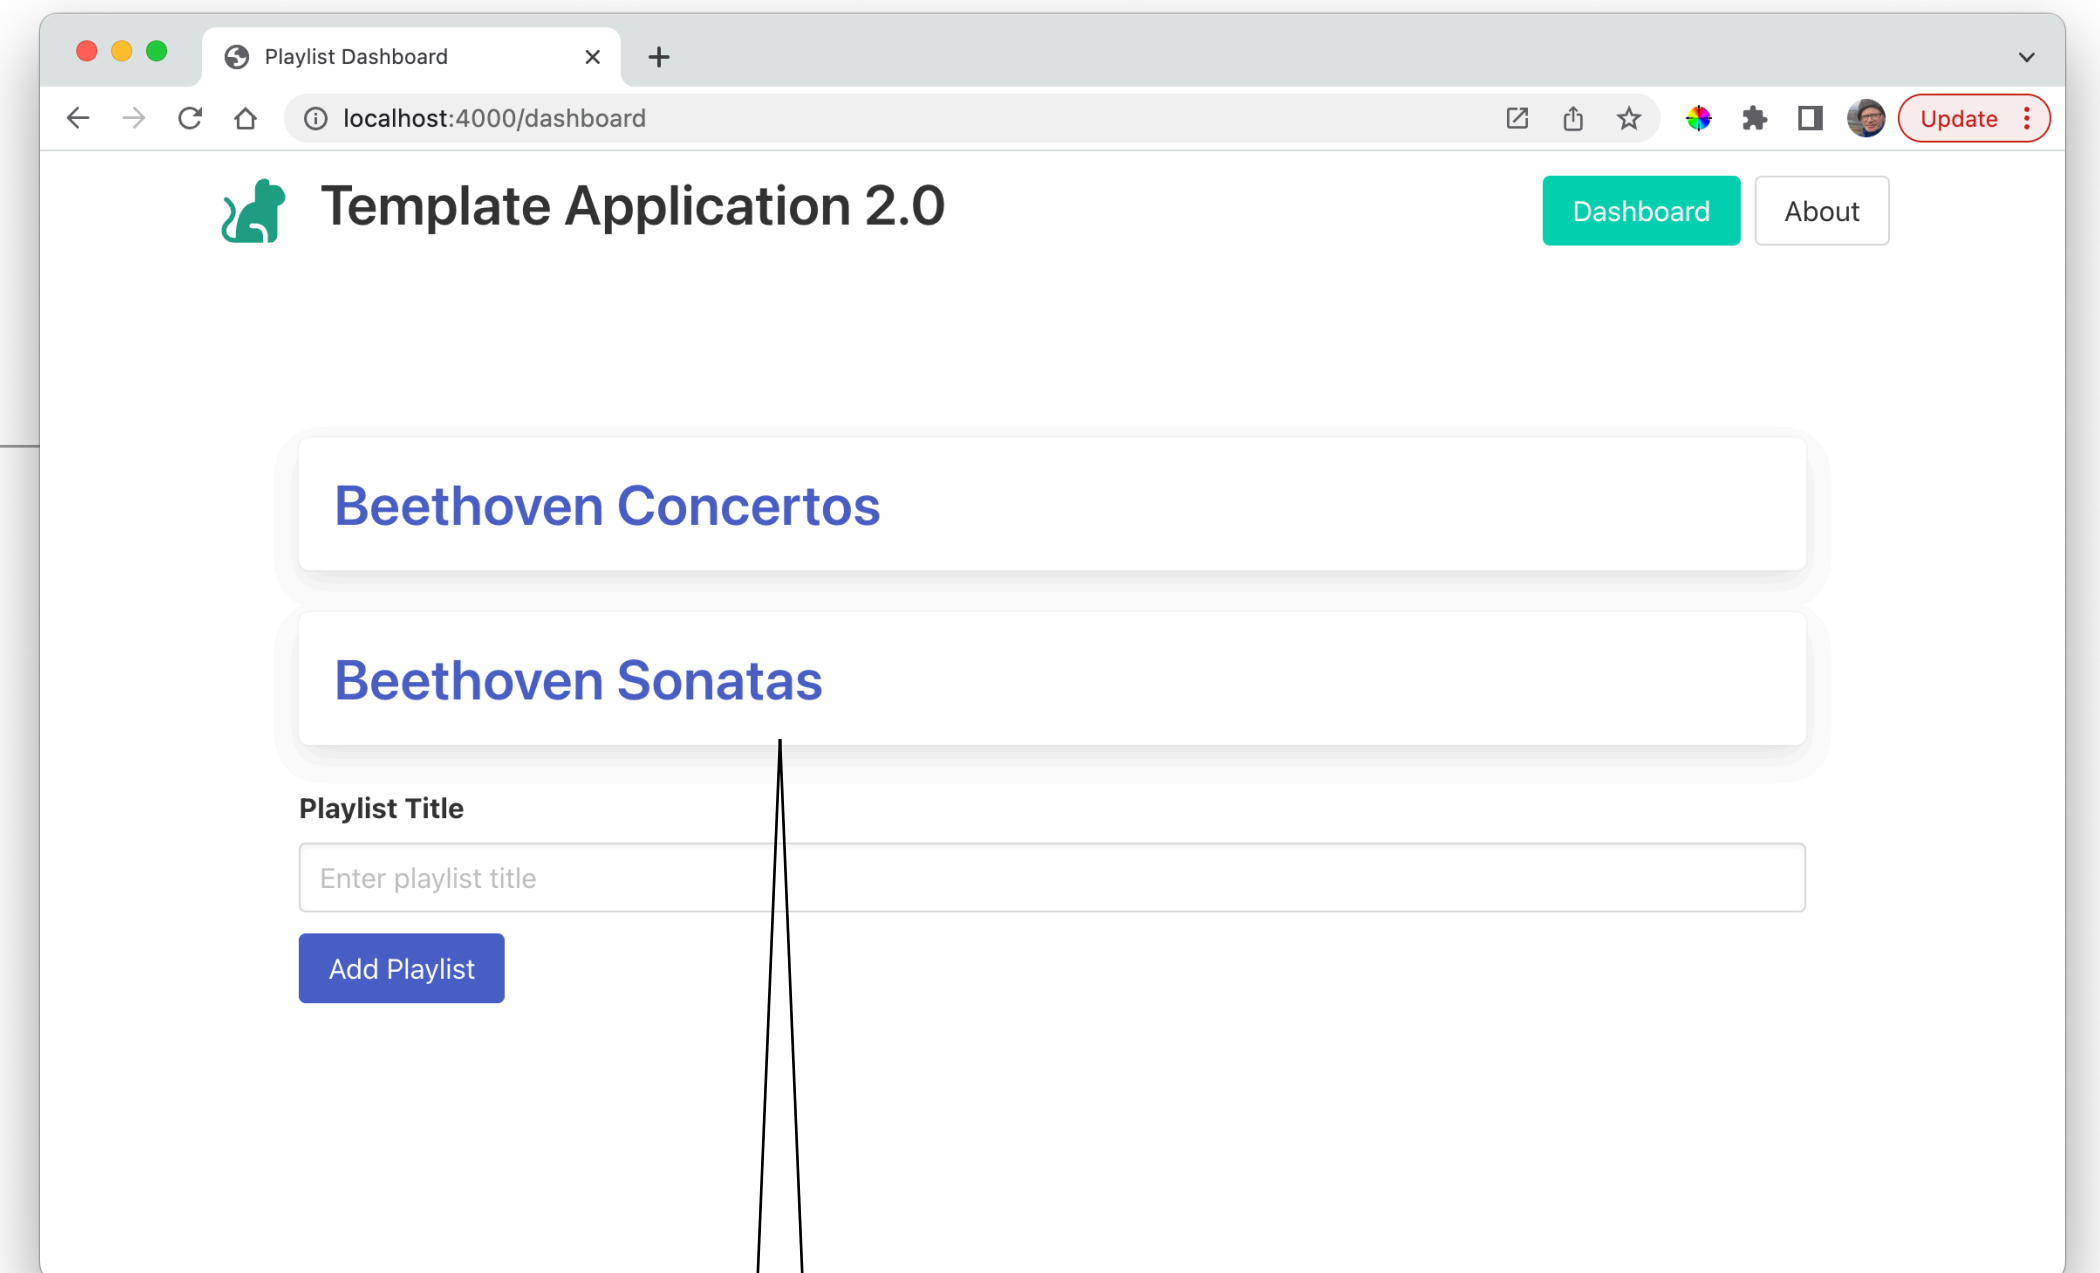 Playlist Dashboard
localhost:4000/dashboard
Update
Template Application 2.0
Dashboard
About
Beethoven Concertos
Beethoven Sonatas
Playlist Title
Enter playlist title
Add Playlist